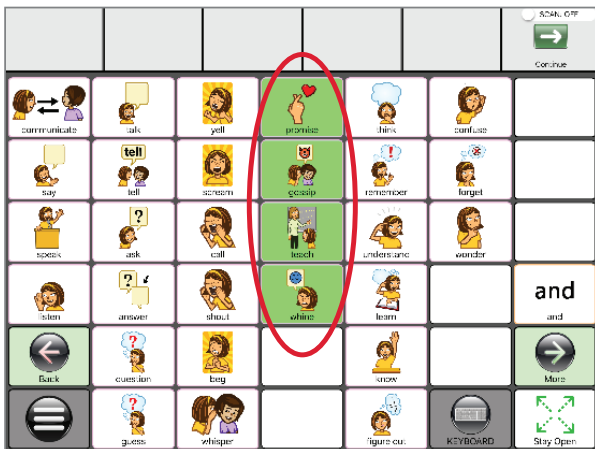 SCAN: OFF
Continue
communicate
talk
yell
promise
think
confuse
say
tell
tell
scream
gossip
remember
forget
speak
ask
call
teach
understand
wonder
listen
answer
shout
whine
learn
and
and
Back
question
beg
know
More
guess
whisper
figure out
KEYBOARD
Stay Open